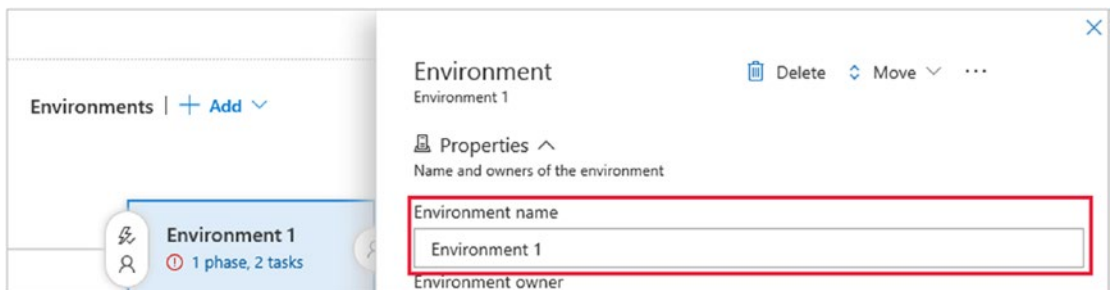 Environments | + Add
Environment 1
1 phase, 2 tasks
Environment
Delete
Move
...
Environment 1
Properties
Name and owners of the environment
Environment name
Environment 1
Environment owner